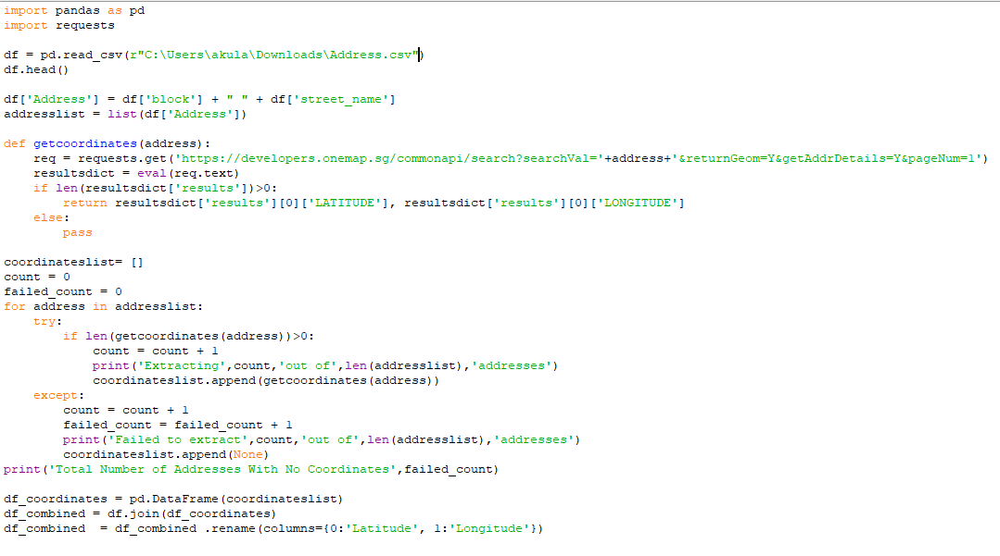 import pandas as pd
import requests

df = pd.read_csv(r"C:\Users\akula\Downloads\Address.csv")
df.head()

df['Address'] = df['block'] + " " + df['street_name']
addresslist = list(df['Address'])

def getcoordinates(address):
    req = requests.get('https://developers.onemap.sg/commonapi/search?searchVal='+address+'&returnGeom=Y&getAddrDetails=Y&pageNum=1')
    resultsdict = eval(req.text)
    if len(resultsdict['results'])>0:
        return resultsdict['results'][0]['LATITUDE'], resultsdict['results'][0]['LONGITUDE']
    else:
        pass

coordinateslist= []
count = 0
failed_count = 0
for address in addresslist:
    try:
        if len(getcoordinates(address))>0:
            count = count + 1
            print('Extracting',count,'out of',len(addresslist),'addresses')
            coordinateslist.append(getcoordinates(address))
    except:
        count = count + 1
        failed_count = failed_count + 1
        print('Failed to extract',count,'out of',len(addresslist),'addresses')
        coordinateslist.append(None)
print('Total Number of Addresses With No Coordinates',failed_count)

df_coordinates = pd.DataFrame(coordinateslist)
df_combined = df.join(df_coordinates)
df_combined  = df_combined .rename(columns={0:'Latitude', 1:'Longitude'})